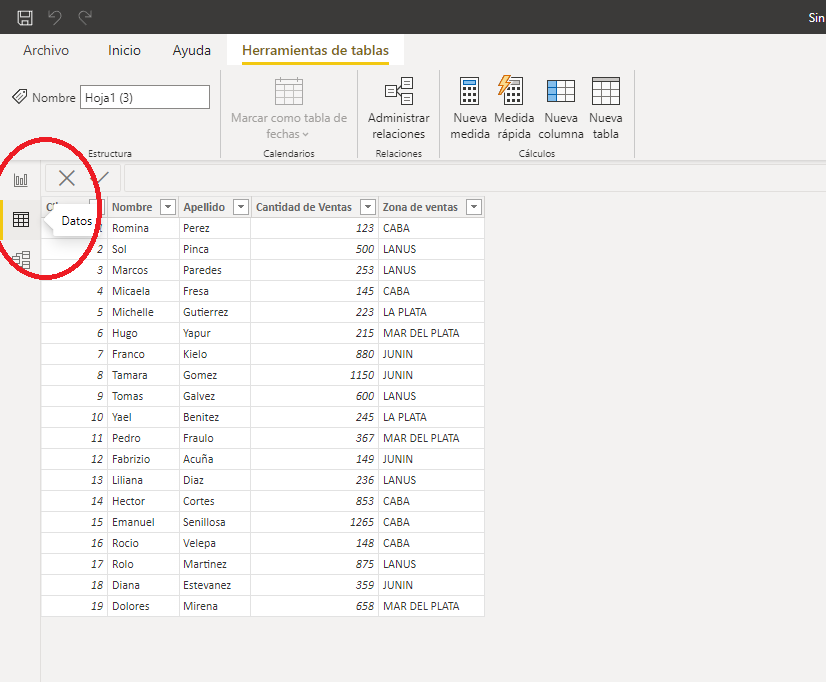 Sin
Archivo Inicio Ayuda Herramientas de tablas
Nombre Hoja1 (3)
Marcar como tabla de fechas
Administrar relaciones
Nueva medida
Medida rápida
Nueva columna
Nueva tabla
Estructura Calendarios Relaciones Cálculos
Nombre Apellido Cantidad de Ventas Zona de ventas
Datos
Romina Perez 123 CABA
2 Sol Pinca 500 LANUS
3 Marcos Paredes 253 LANUS
4 Micaela Fresa 145 CABA
5 Michelle Gutierrez 223 LA PLATA
6 Hugo Yapur 215 MAR DEL PLATA
7 Franco Kielo 880 JUNIN
8 Tamara Gomez 1150 JUNIN
9 Tomas Galvez 600 LANUS
10 Yael Benitez 245 LA PLATA
11 Pedro Fraulo 367 MAR DEL PLATA
12 Fabrizio Acuña 149 JUNIN
13 Liliana Diaz 236 LANUS
14 Hector Cortes 853 CABA
15 Emanuel Senillosa 1265 CABA
16 Rocio Velepa 148 CABA
17 Rolo Martinez 875 LANUS
18 Diana Estevanez 359 JUNIN
19 Dolores Mirena 658 MAR DEL PLATA